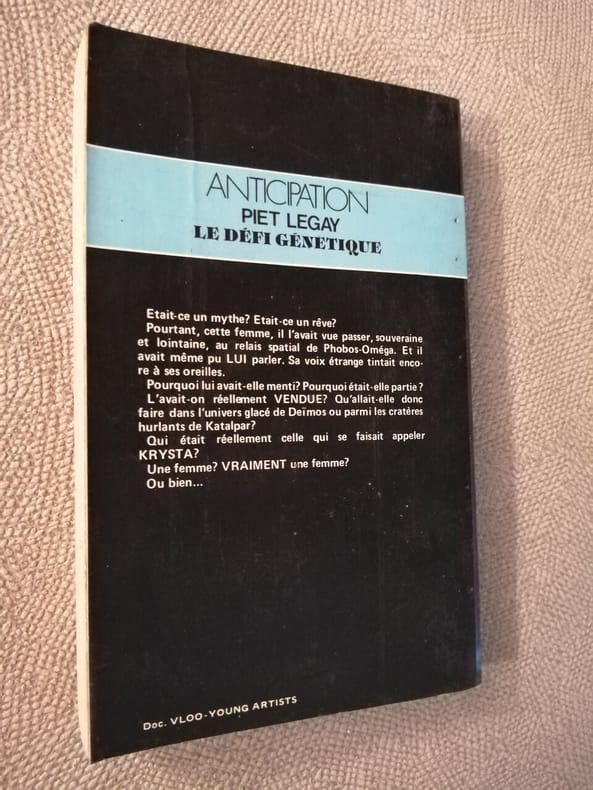 ANTICIPATION
PIET LEGAY
LE DÉFI GÉNETIQUE
Etait-ce un mythe? Etait-ce un rêve?
Pourtant, cette femme, il l'avait vue passer, souveraine
et lointaine, au relais spatial de Phobos-Oméga. Et il
avait même pu LUI parler. Sa voix étrange tintait enco-
re à ses oreilles.
Pourquoi lui avait-elle menti? Pourquoi était-elle partie?
L'avait-on réellement VENDUE? Qu'allait-elle donc
faire dans l'univers glacé de Deïmos ou parmi les cratères
hurlants de Katalpar?
Qui était réellement celle qui se faisait appeler
KRYSTA?
Une femme? VRAIMENT une femme?
Ou bien...
Doc. VLOO-YOUNG ARTISTS